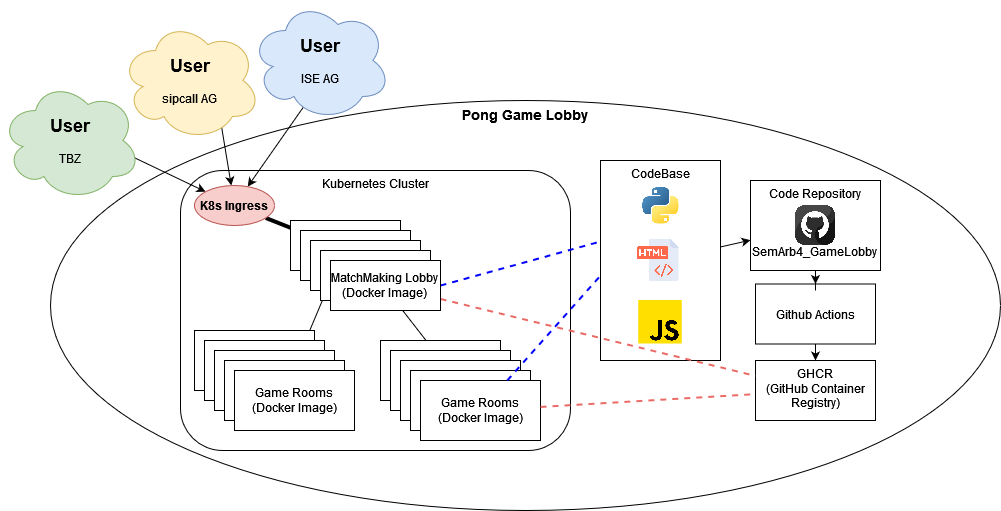 User
ISE AG
User
sipcall AG
User
TBZ
Pong Game Lobby
Kubernetes Cluster
K8s Ingress
MatchMaking Lobby
(Docker Image)
Game Rooms
(Docker Image)
Game Rooms
(Docker Image)
CodeBase
HTML
</>
JS
Code Repository
SemArb4_GameLobby
Github Actions
GHCR
(GitHub Container
Registry)